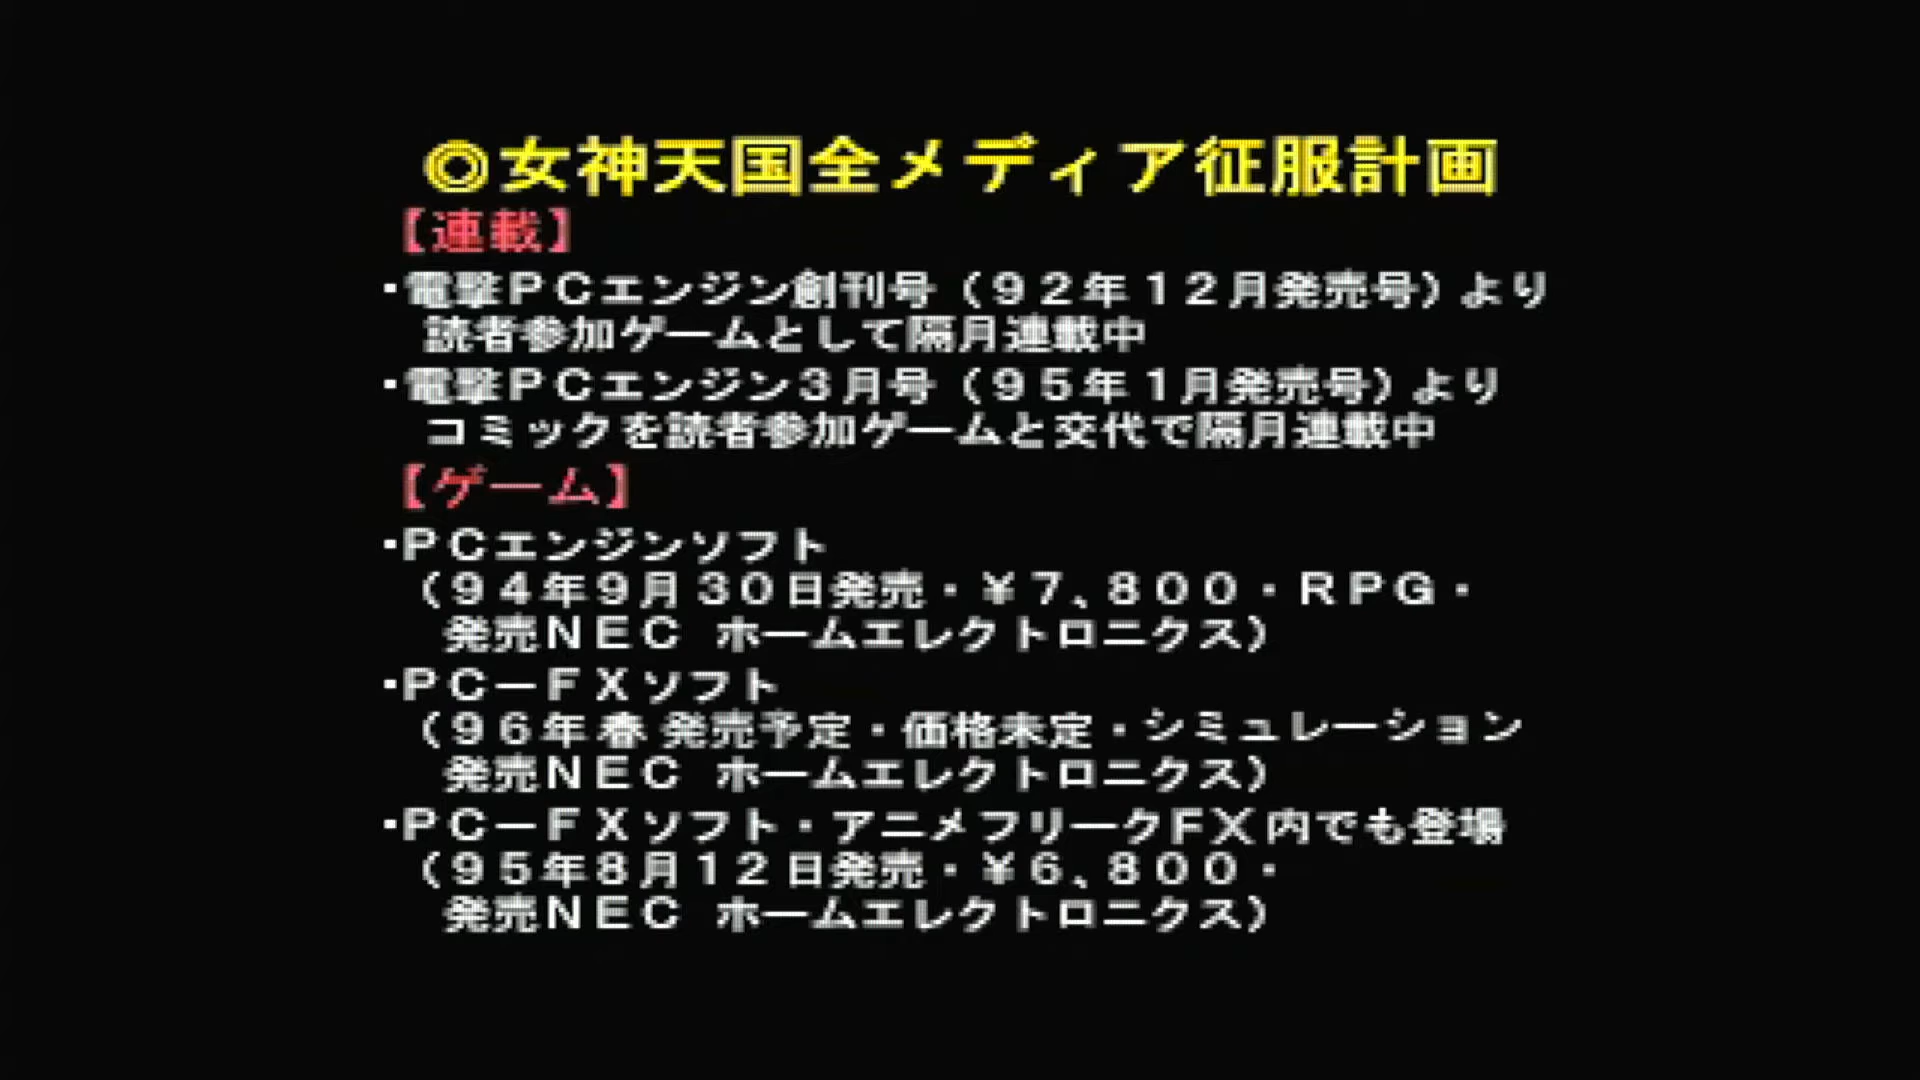 ◎女神天国全メディア征服計画
【連載】
・電撃ＰＣエンジン創刊号（９２年１２月発売号）より
読者参加ゲームとして隔月連載中
・電撃ＰＣエンジン３月号（９５年１月発売号）より
コミックを読者参加ゲームと交代で隔月連載中
【ゲーム】
・ＰＣエンジンソフト
（９４年９月３０日発売・￥７、８００・ＲＰＧ・
発売ＮＥＣ　ホームエレクトロニクス）
・ＰＣ－ＦＸソフト
（９６年春発売予定・価格未定・シミュレーション
発売ＮＥＣ　ホームエレクトロニクス）
・ＰＣ－ＦＸソフト・アニメフリークＦＸ内でも登場
（９５年８月１２日発売・￥６、８００・
発売ＮＥＣ　ホームエレクトロニクス）